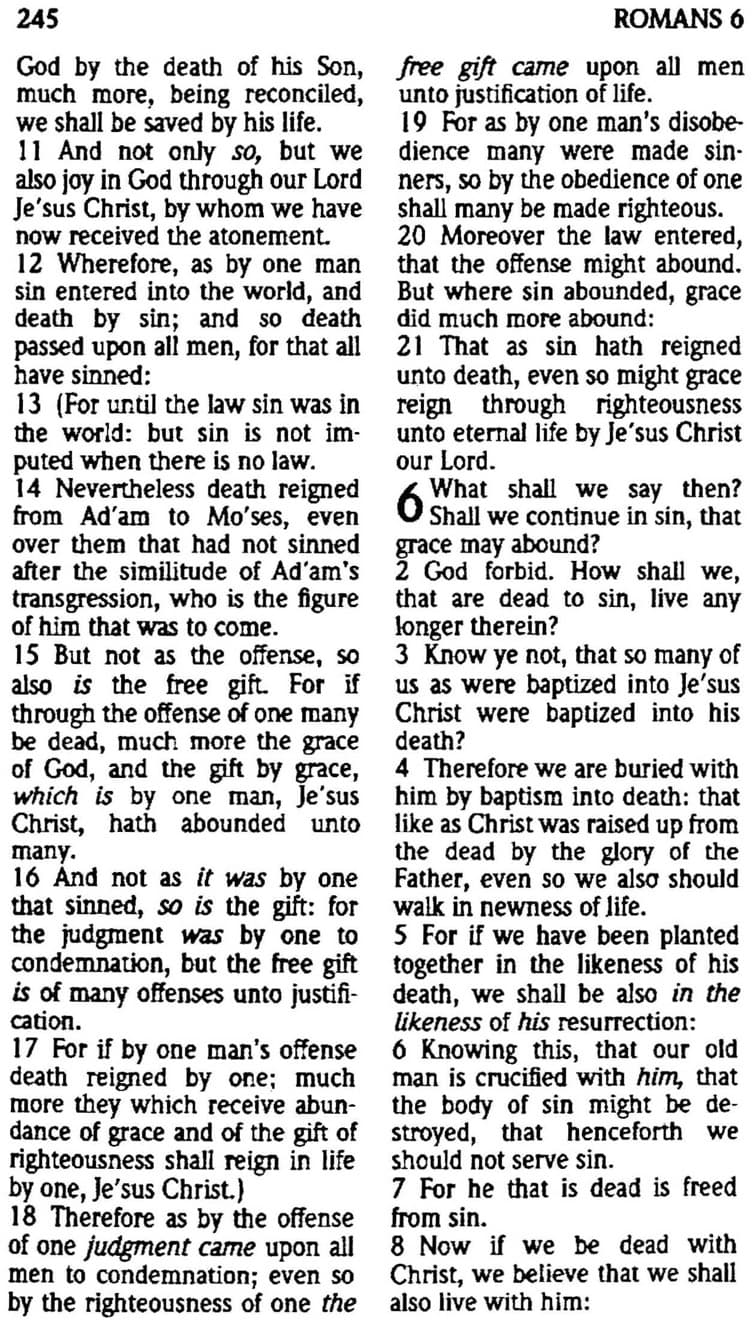 245
ROMANS 6
God by the death of his Son,
much more, being reconciled,
we shall be saved by his life.
11 And not only so, but we
also joy in God through our Lord
Je'sus Christ, by whom we have
now received the atonement.
12 Wherefore, as by one man
sin entered into the world, and
death by sin; and so death
passed upon all men, for that all
have sinned:
13 (For until the law sin was in
the world: but sin is not im-
puted when there is no law.
14 Nevertheless death reigned
from Ad'am to Mo'ses, even
over them that had not sinned
after the similitude of Ad'am's
transgression, who is the figure
of him that was to come.
15 But not as the offense, so
also is the free gift. For if
through the offense of one many
be dead, much more the grace
of God, and the gift by grace,
which is by one man, Je'sus
Christ, hath abounded unto
many.
16 And not as it was by one
that sinned, so is the gift: for
the judgment was by one to
condemnation, but the free gift
is of many offenses unto justifi-
cation.
17 For if by one man's offense
death reigned by one; much
more they which receive abun-
dance of grace and of the gift of
righteousness shall reign in life
by one, Je'sus Christ.)
18 Therefore as by the offense
of one judgment came upon all
men to condemnation; even so
by the righteousness of one the
free gift came upon all men
unto justification of life.
19 For as by one man's disobe-
dience many were made sin-
ners, so by the obedience of one
shall many be made righteous.
20 Moreover the law entered,
that the offense might abound.
But where sin abounded, grace
did much more abound:
21 That as sin hath reigned
unto death, even so might grace
reign through righteousness
unto eternal life by Je'sus Christ
our Lord.
6 What shall we say then?
Shall we continue in sin, that
grace may abound?
2 God forbid. How shall we,
that are dead to sin, live any
longer therein?
3 Know ye not, that so many of
us as were baptized into Je'sus
Christ were baptized into his
death?
4 Therefore we are buried with
him by baptism into death: that
like as Christ was raised up from
the dead by the glory of the
Father, even so we also should
walk in newness of life.
5 For if we have been planted
together in the likeness of his
death, we shall be also in the
likeness of his resurrection:
6 Knowing this, that our old
man is crucified with him, that
the body of sin might be de-
stroyed, that henceforth we
should not serve sin.
7 For he that is dead is freed
from sin.
8 Now if we be dead with
Christ, we believe that we shall
also live with him: